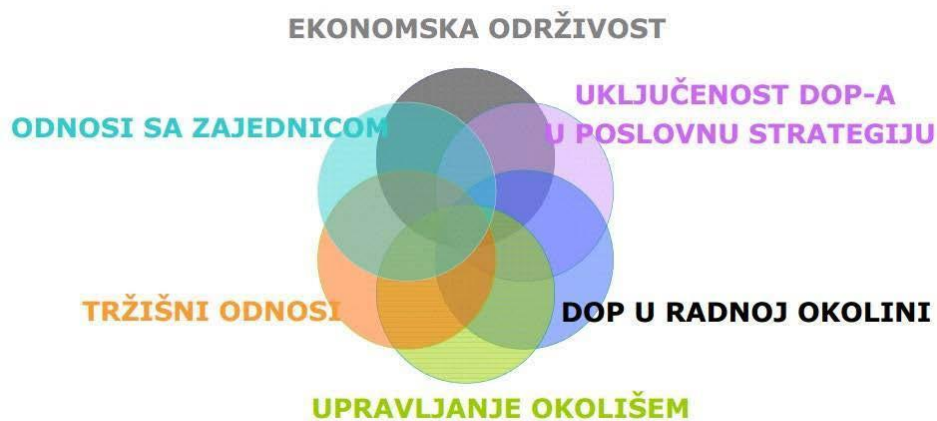 EKONOMSKA ODRŽIVOST
UKLJUČENOST DOP-A
U POSLOVNU STRATEGIJU
ODNOSI SA ZAJEDNICOM
TRŽIŠNI ODNOSI
DOP U RADNOJ OKOLINI
UPRAVLJANJE OKOLIŠEM